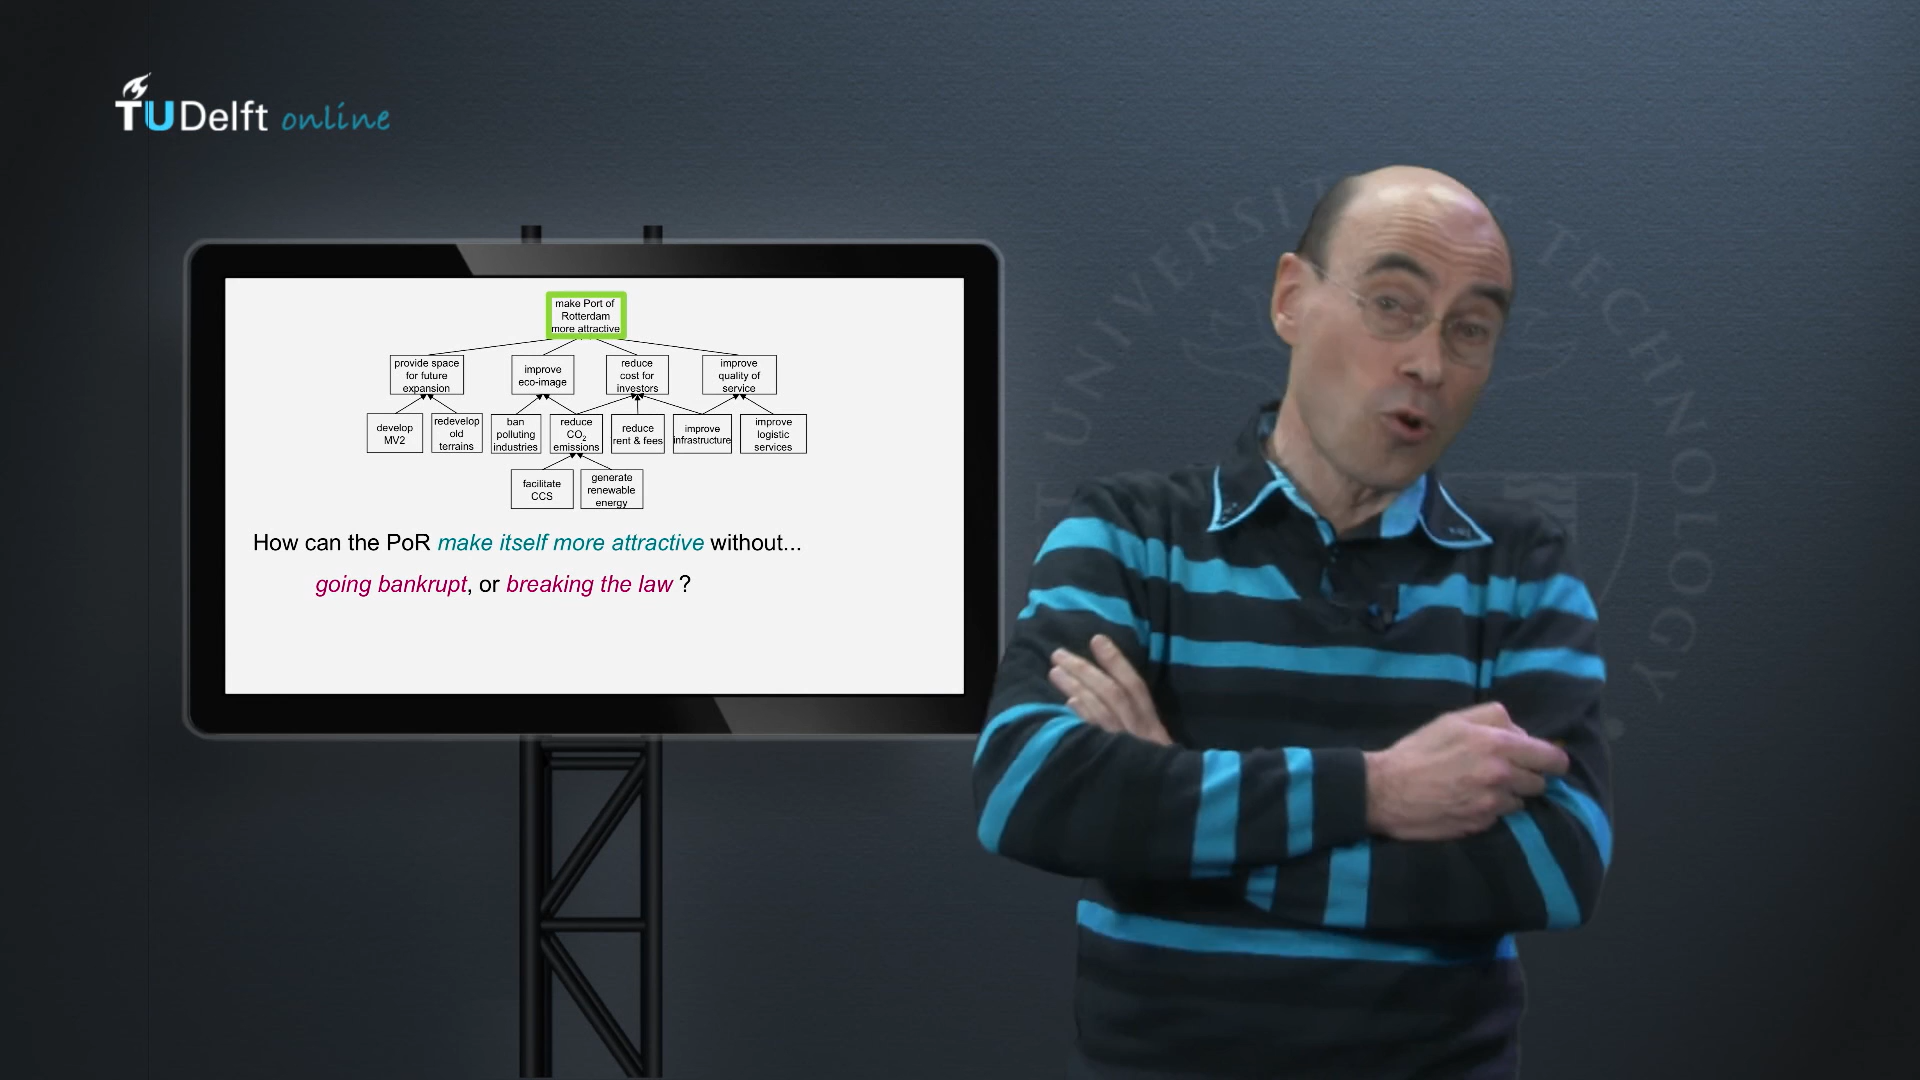 TUDelft online
make Port of
Rotterdam
more attractive
provide space
for future
expansion
improve
eco-image
reduce
cost for
investors
improve
quality of
service
develop
MV2
redevelop
old
terrains
ban
polluting
industries
reduce
CO2
emissions
reduce
rent & fees
improve
infrastructure
improve
logistic
services
facilitate
CCS
generate
renewable
energy
How can the PoR make itself more attractive without...
going bankrupt, or breaking the law ?
UNIVERSIT TECHNOLOGY